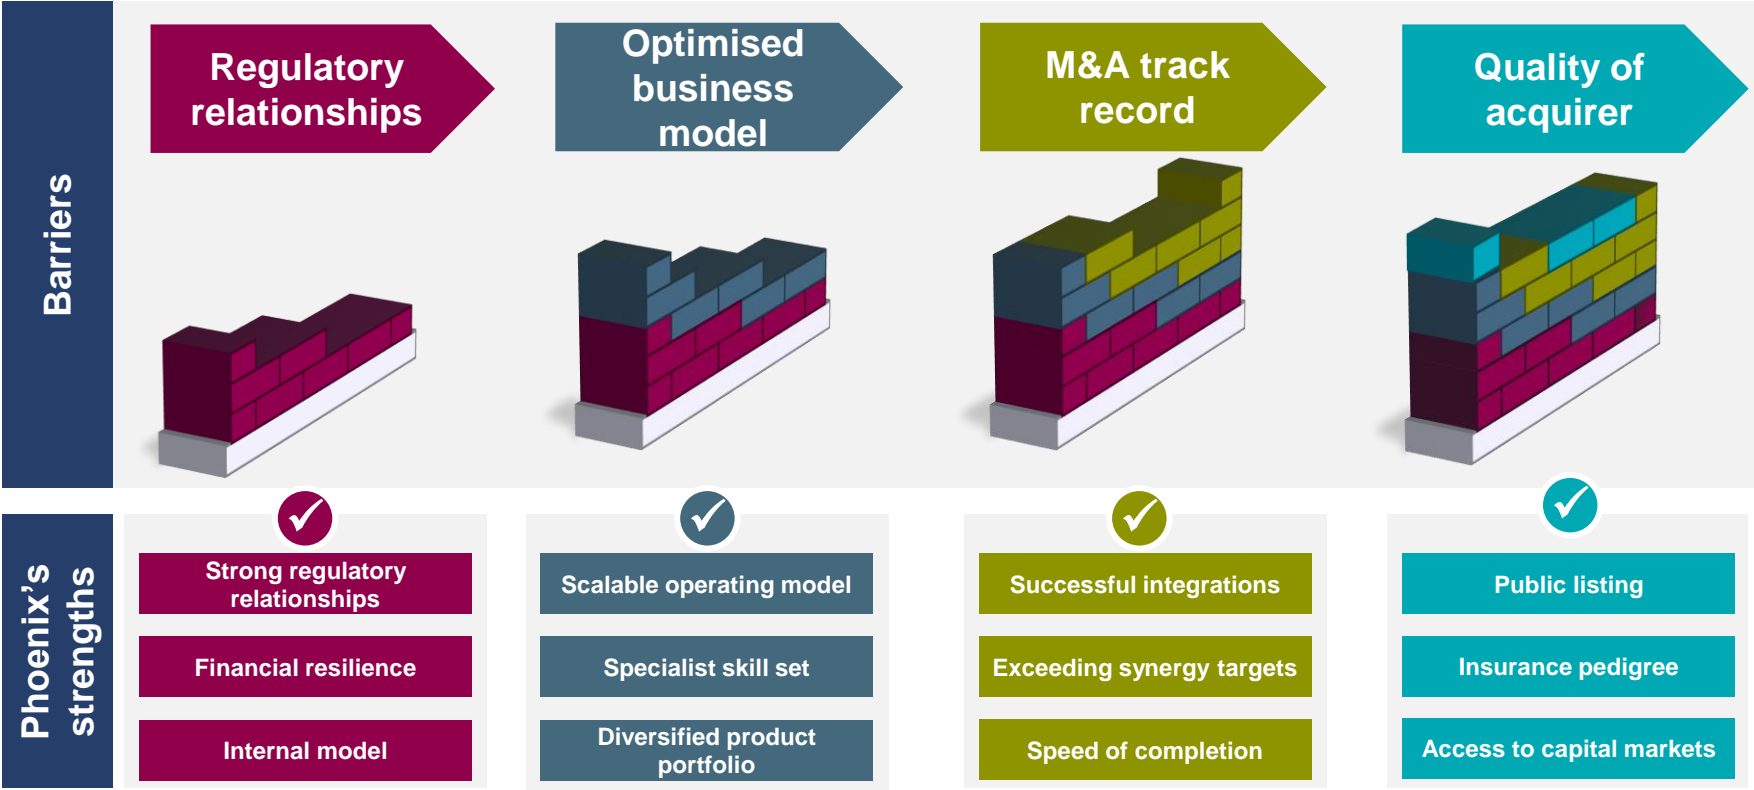 Barriers
Regulatory
relationships
Optimised
business
model
M&A track
record
Quality of
acquirer
Phoenix’s
strengths
Strong regulatory
relationships
Financial resilience
Internal model
Scalable operating model
Specialist skill set
Diversified product
portfolio
Successful integrations
Exceeding synergy targets
Speed of completion
Public listing
Insurance pedigree
Access to capital markets